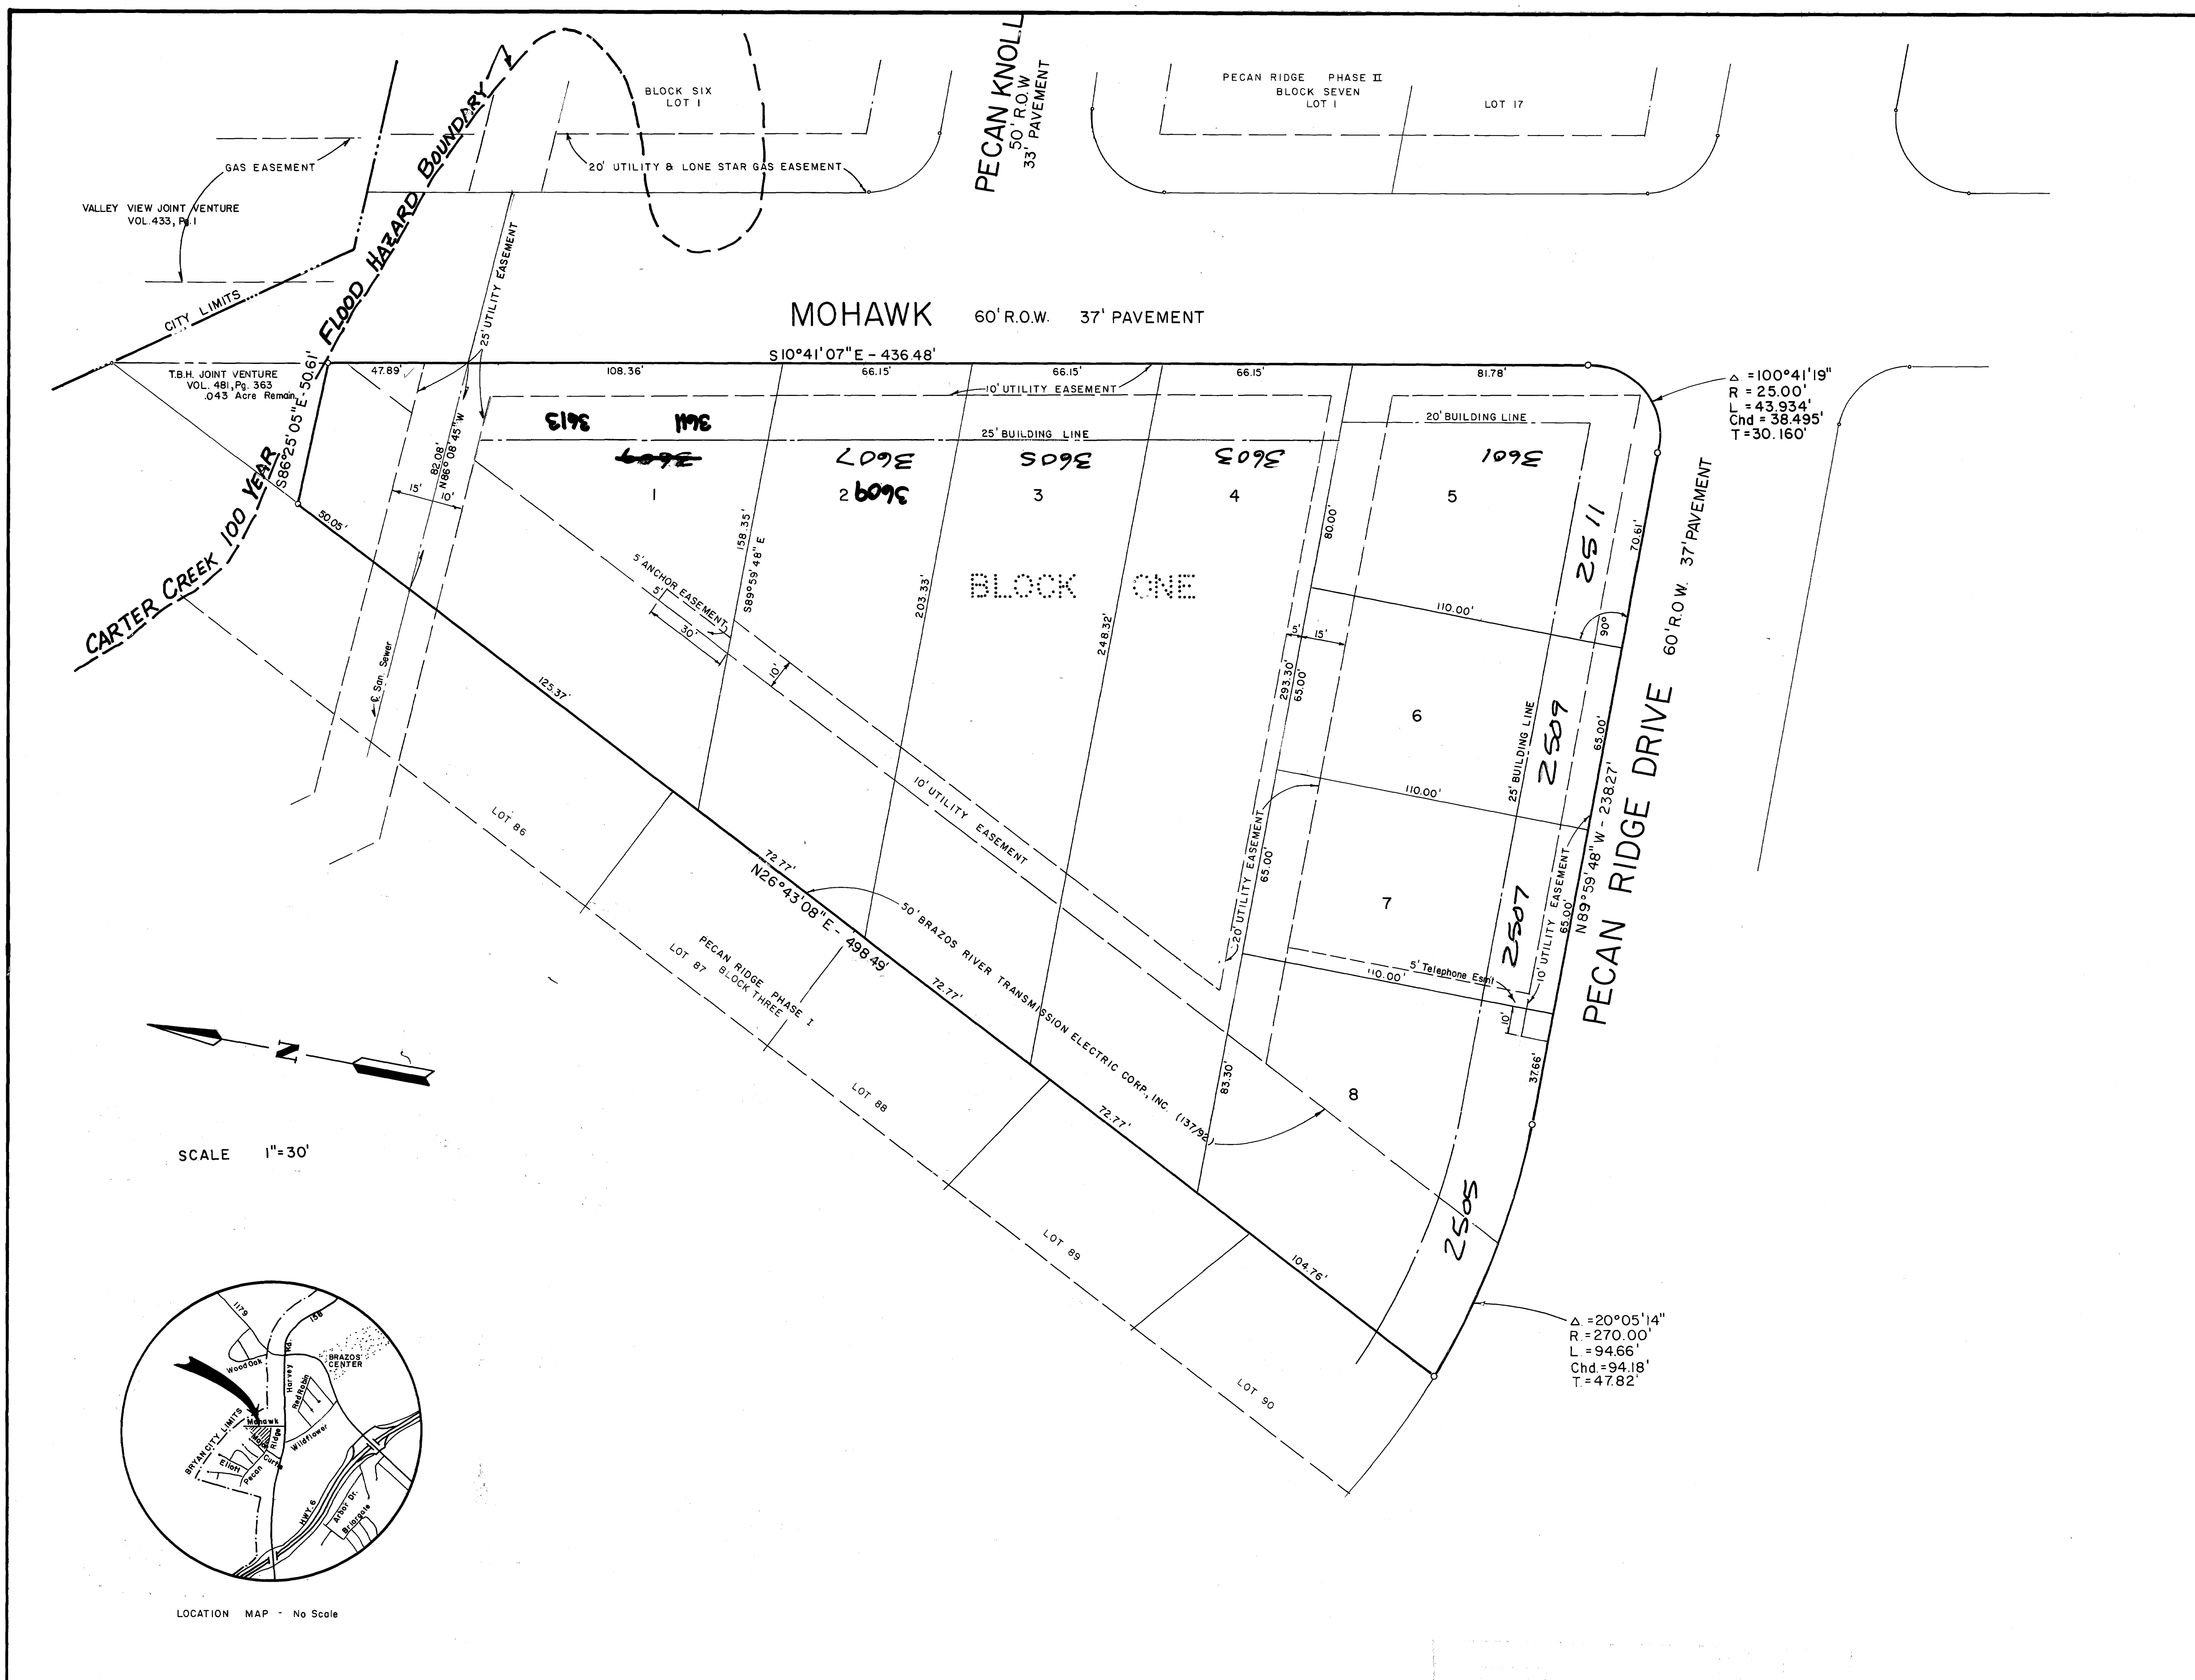 PECAN KNOLL
50' R.O.W
33' PAVEMENT
BLOCK SIX
LOT 1
PECAN RIDGE PHASE II
BLOCK SEVEN
LOT 1
LOT 17
GAS EASEMENT
20' UTILITY & LONE STAR GAS EASEMENT
VALLEY VIEW JOINT VENTURE
VOL.433, Pg.1
CITY LIMITS
CARTER CREEK 100 YEAR FLOOD HAZARD BOUNDRY
25' UTILITY EASEMENT
MOHAWK 60' R.O.W. 37' PAVEMENT
S10°41'07"E - 436.48'
T.B.H. JOINT VENTURE
VOL. 481, Pg. 363
.043 Acre Remain.
S86°25'05"E - 50.61'
47.89'
108.36'
66.15'
66.15'
66.15'
81.78'
10' UTILITY EASEMENT
Δ =100°41'19"
R = 25.00'
L = 43.934'
Chd = 38.495'
T = 30.160'
3613
3611
20' BUILDING LINE
25' BUILDING LINE
3609
3607
3605
3603
3601
82.08'
N86°08'45"W
15'
10'
1
2
3609
3
4
5
50.05'
158.35'
S89°59'48"E
80.00'
2511
70.61'
5' ANCHOR EASEMENT
5'
30'
10'
203.33'
BLOCK ONE
248.32'
110.00'
90°
60' R.O.W. 37' PAVEMENT
5'
15'
293.30'
65.00'
₵ San. Sewer
125.37'
6
2509
65.00'
25' BUILDING LINE
110.00'
10' UTILITY EASEMENT
LOT 86
72.77'
N26°43'08"E - 498.49'
50' BRAZOS RIVER TRANSMISSION ELECTRIC CORP., INC. (137/92)
20' UTILITY EASEMENT
65.00'
7
2507
10' UTILITY EASEMENT
65.00'
N89°59'48"W - 238.27'
PECAN RIDGE DRIVE
5' Telephone Esm't
110.00'
10'
PECAN RIDGE PHASE I
LOT 87 BLOCK THREE
72.77'
83.30'
8
37.66'
N
LOT 88
72.77'
SCALE 1"=30'
2505
LOT 89
104.76'
LOT 90
Δ. =20°05'14"
R. =270.00'
L. =94.66'
Chd.=94.18'
T. =47.82'
1179
158
Wood Oak
Harvey Rd.
BRAZOS CENTER
Red Robin
Mohawk
Wildflower
BRYAN CITY LIMITS
Ridge
Elliott
Pecan
Curtis
HWY. 6
Arbor Dr.
Briargate
LOCATION MAP - No Scale